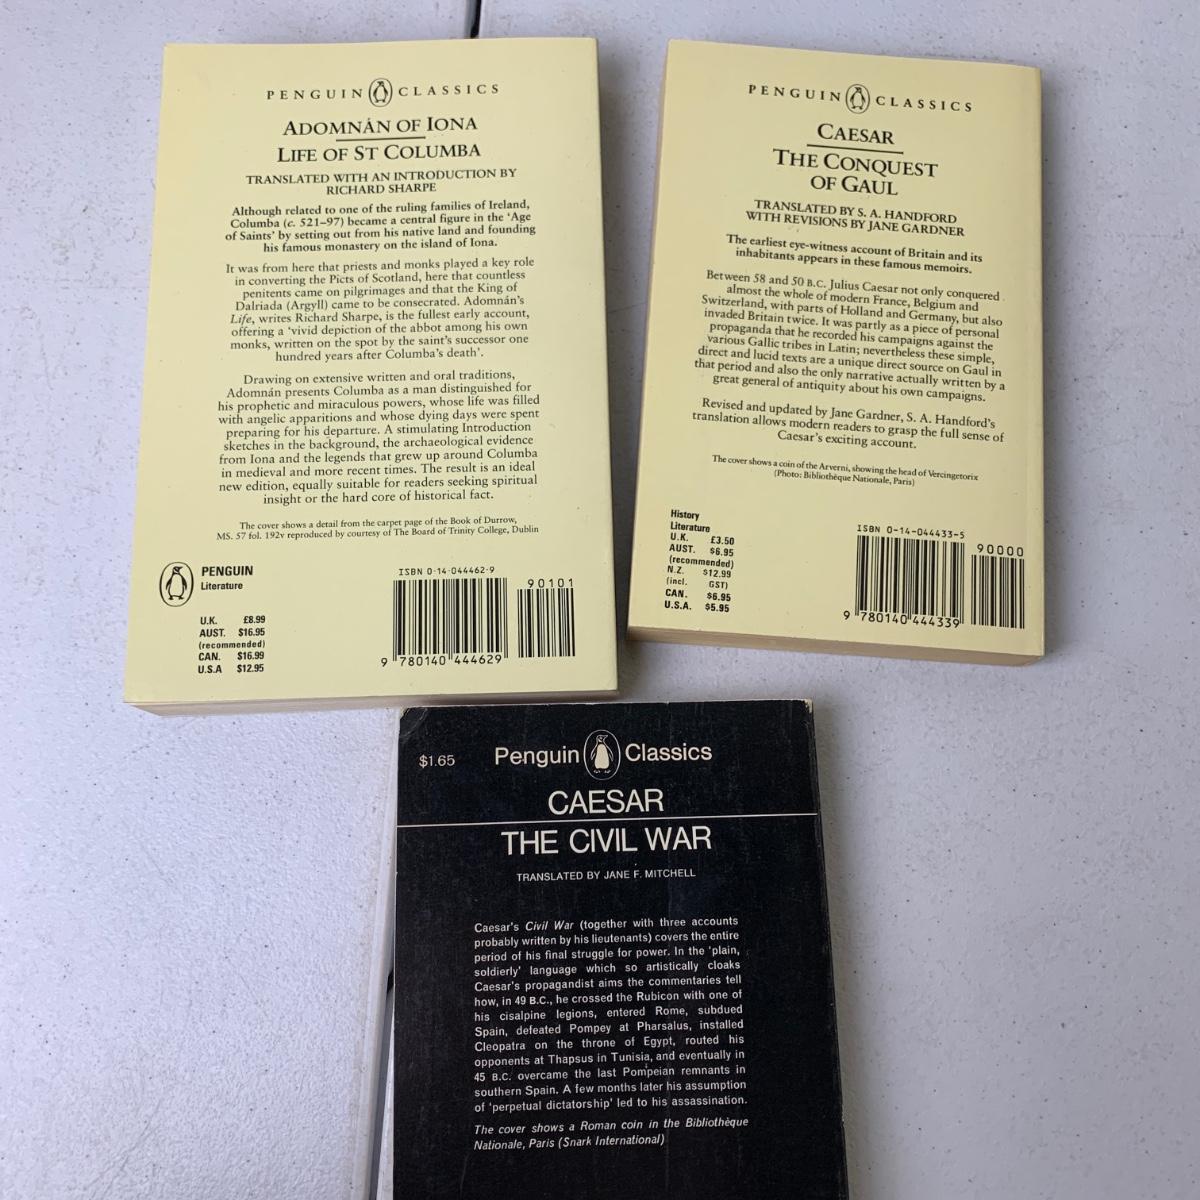 PENGUIN CLASSICS
ADOMNÁN OF IONA
LIFE OF ST COLUMBA
TRANSLATED WITH AN INTRODUCTION BY
RICHARD SHARPE
Although related to one of the ruling families of Ireland,
Columba (c. 521–97) became a central figure in the 'Age
of Saints' by setting out from his native land and founding
his famous monastery on the island of Iona.
It was from here that priests and monks played a key role
in converting the Picts of Scotland, here that countless
penitents came on pilgrimages and that the King of
Dalriada (Argyll) came to be consecrated. Adomnán's
Life, writes Richard Sharpe, is the fullest early account,
offering a 'vivid depiction of the abbot among his own
monks, written on the spot by the saint's successor one
hundred years after Columba's death'.
Drawing on extensive written and oral traditions,
Adomnán presents Columba as a man distinguished for
his prophetic and miraculous powers, whose life was filled
with angelic apparitions and whose dying days were spent
preparing for his departure. A stimulating Introduction
sketches in the background, the archaeological evidence
from Iona and the legends that grew up around Columba
in medieval and more recent times. The result is an ideal
new edition, equally suitable for readers seeking spiritual
insight or the hard core of historical fact.
The cover shows a detail from the carpet page of the Book of Durrow,
MS. 57 fol. 192v reproduced by courtesy of The Board of Trinity College, Dublin
PENGUIN
Literature
U.K. £8.99
AUST. $16.95
(recommended)
CAN. $16.99
U.S.A $12.95
ISBN 0-14-044462-9
90101
9 780140 444629
PENGUIN CLASSICS
CAESAR
THE CONQUEST
OF GAUL
TRANSLATED BY S. A. HANDFORD
WITH REVISIONS BY JANE GARDNER
The earliest eye-witness account of Britain and its
inhabitants appears in these famous memoirs.
Between 58 and 50 B.C. Julius Caesar not only conquered
almost the whole of modern France, Belgium and
Switzerland, with parts of Holland and Germany, but also
invaded Britain twice. It was partly as a piece of personal
propaganda that he recorded his campaigns against the
various Gallic tribes in Latin; nevertheless these simple,
direct and lucid texts are a unique direct source on Gaul in
that period and also the only narrative actually written by a
great general of antiquity about his own campaigns.
Revised and updated by Jane Gardner, S. A. Handford's
translation allows modern readers to grasp the full sense of
Caesar's exciting account.
The cover shows a coin of the Arverni, showing the head of Vercingetorix
(Photo: Bibliothèque Nationale, Paris)
History
Literature
U.K. £3.50
AUST. $6.95
(recommended)
N.Z. $12.99
(incl. GST)
CAN. $6.95
U.S.A. $5.95
ISBN 0-14-044433-5
90000
9 780140 444339
$1.65
Penguin Classics
CAESAR
THE CIVIL WAR
TRANSLATED BY JANE F. MITCHELL
Caesar's Civil War (together with three accounts
probably written by his lieutenants) covers the entire
period of his final struggle for power. In the 'plain,
soldierly' language which so artistically cloaks
Caesar's propagandist aims the commentaries tell
how, in 49 B.C., he crossed the Rubicon with one of
his cisalpine legions, entered Rome, subdued
Spain, defeated Pompey at Pharsalus, installed
Cleopatra on the throne of Egypt, routed his
opponents at Thapsus in Tunisia, and eventually in
45 B.C. overcame the last Pompeian remnants in
southern Spain. A few months later his assumption
of 'perpetual dictatorship' led to his assassination.
The cover shows a Roman coin in the Bibliothèque
Nationale, Paris (Snark International)